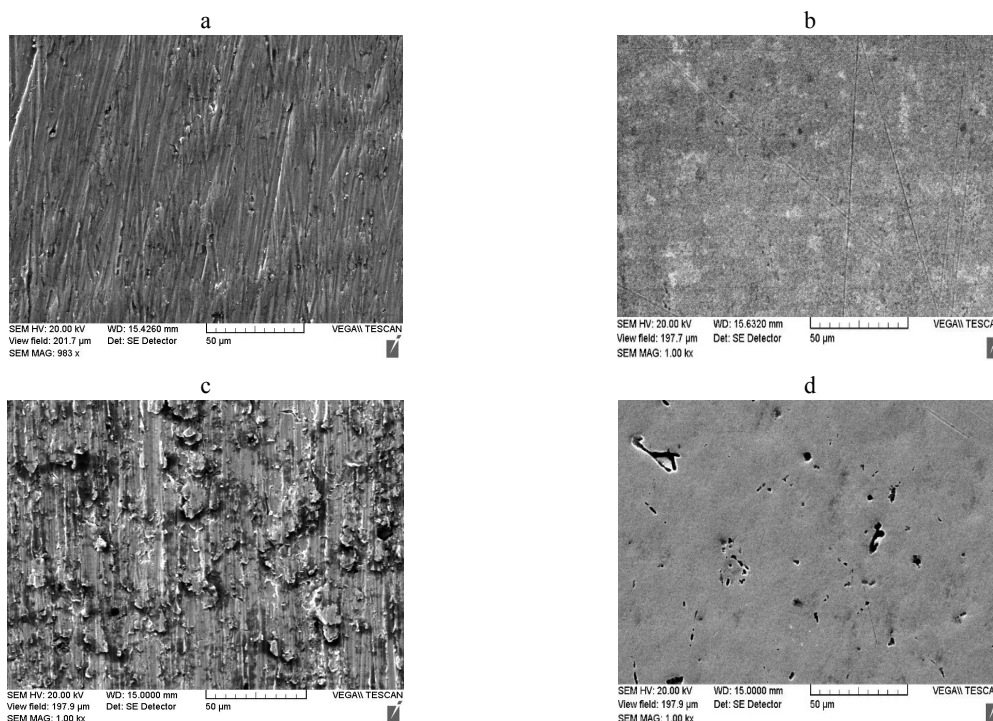 a
SEM HV: 20.00 kV WD: 15.4260 mm VEGA\\ TESCAN
View field: 201.7 µm Det: SE Detector 50 µm
SEM MAG: 983 x
b
SEM HV: 20.00 kV WD: 15.6320 mm VEGA\\ TESCAN
View field: 197.7 µm Det: SE Detector 50 µm
SEM MAG: 1.00 kx
c
SEM HV: 20.00 kV WD: 15.0000 mm VEGA\\ TESCAN
View field: 197.9 µm Det: SE Detector 50 µm
SEM MAG: 1.00 kx
d
SEM HV: 20.00 kV WD: 15.0000 mm VEGA\\ TESCAN
View field: 197.9 µm Det: SE Detector 50 µm
SEM MAG: 1.00 kx